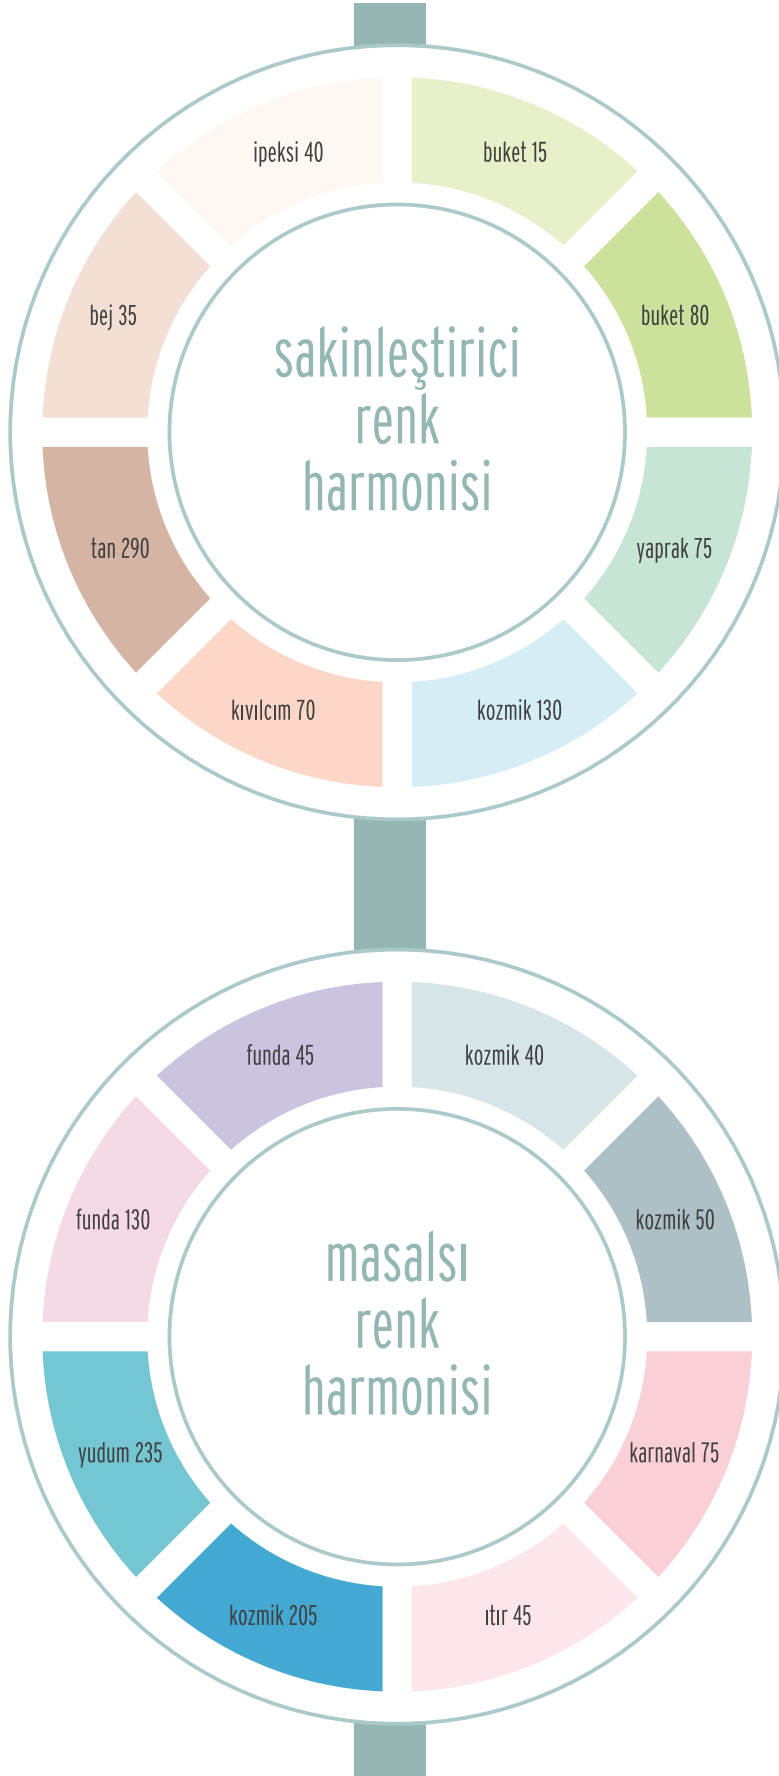 ipeksi 40
buket 15
bej 35
buket 80
sakinleştirici
renk
harmonisi
tan 290
yaprak 75
kıvılcım 70
kozmik 130
funda 45
kozmik 40
funda 130
kozmik 50
masalsı
renk
harmonisi
yudum 235
karnaval 75
kozmik 205
ıtır 45